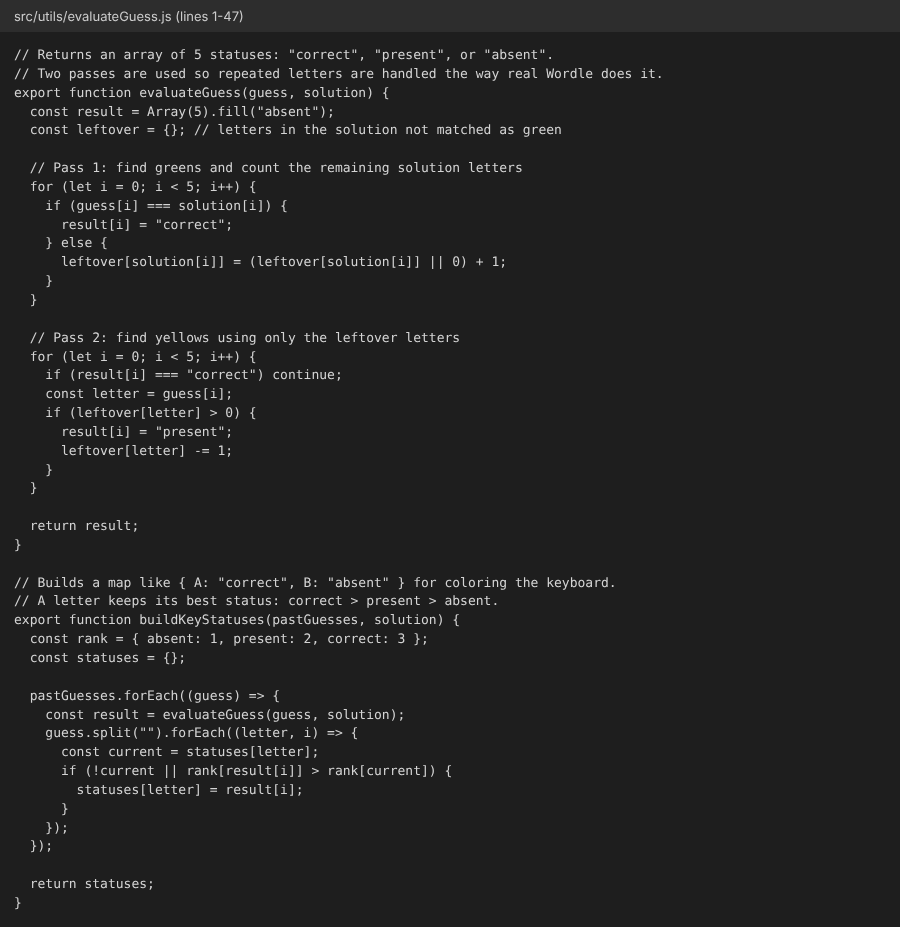 src/utils/evaluateGuess.js (lines 1-47)
// Returns an array of 5 statuses: "correct", "present", or "absent".
// Two passes are used so repeated letters are handled the way real Wordle does it.
export function evaluateGuess(guess, solution) {
  const result = Array(5).fill("absent");
  const leftover = {}; // letters in the solution not matched as green

  // Pass 1: find greens and count the remaining solution letters
  for (let i = 0; i < 5; i++) {
    if (guess[i] === solution[i]) {
      result[i] = "correct";
    } else {
      leftover[solution[i]] = (leftover[solution[i]] || 0) + 1;
    }
  }

  // Pass 2: find yellows using only the leftover letters
  for (let i = 0; i < 5; i++) {
    if (result[i] === "correct") continue;
    const letter = guess[i];
    if (leftover[letter] > 0) {
      result[i] = "present";
      leftover[letter] -= 1;
    }
  }

  return result;
}

// Builds a map like { A: "correct", B: "absent" } for coloring the keyboard.
// A letter keeps its best status: correct > present > absent.
export function buildKeyStatuses(pastGuesses, solution) {
  const rank = { absent: 1, present: 2, correct: 3 };
  const statuses = {};

  pastGuesses.forEach((guess) => {
    const result = evaluateGuess(guess, solution);
    guess.split("").forEach((letter, i) => {
      const current = statuses[letter];
      if (!current || rank[result[i]] > rank[current]) {
        statuses[letter] = result[i];
      }
    });
  });

  return statuses;
}